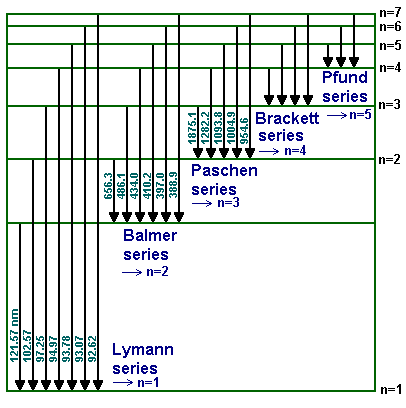 n=7
n=6
n=5
n=4
n=3
n=2
n=1
Pfund
series
→ n=5
Brackett
series
→ n=4
1875.1
1282.2
1093.8
1004.9
954.6
Paschen
series
→ n=3
656.3
486.1
434.0
410.2
397.0
388.9
Balmer
series
→ n=2
121.57 nm
102.57
97.25
94.97
93.78
93.07
92.62
Lymann
series
→ n=1